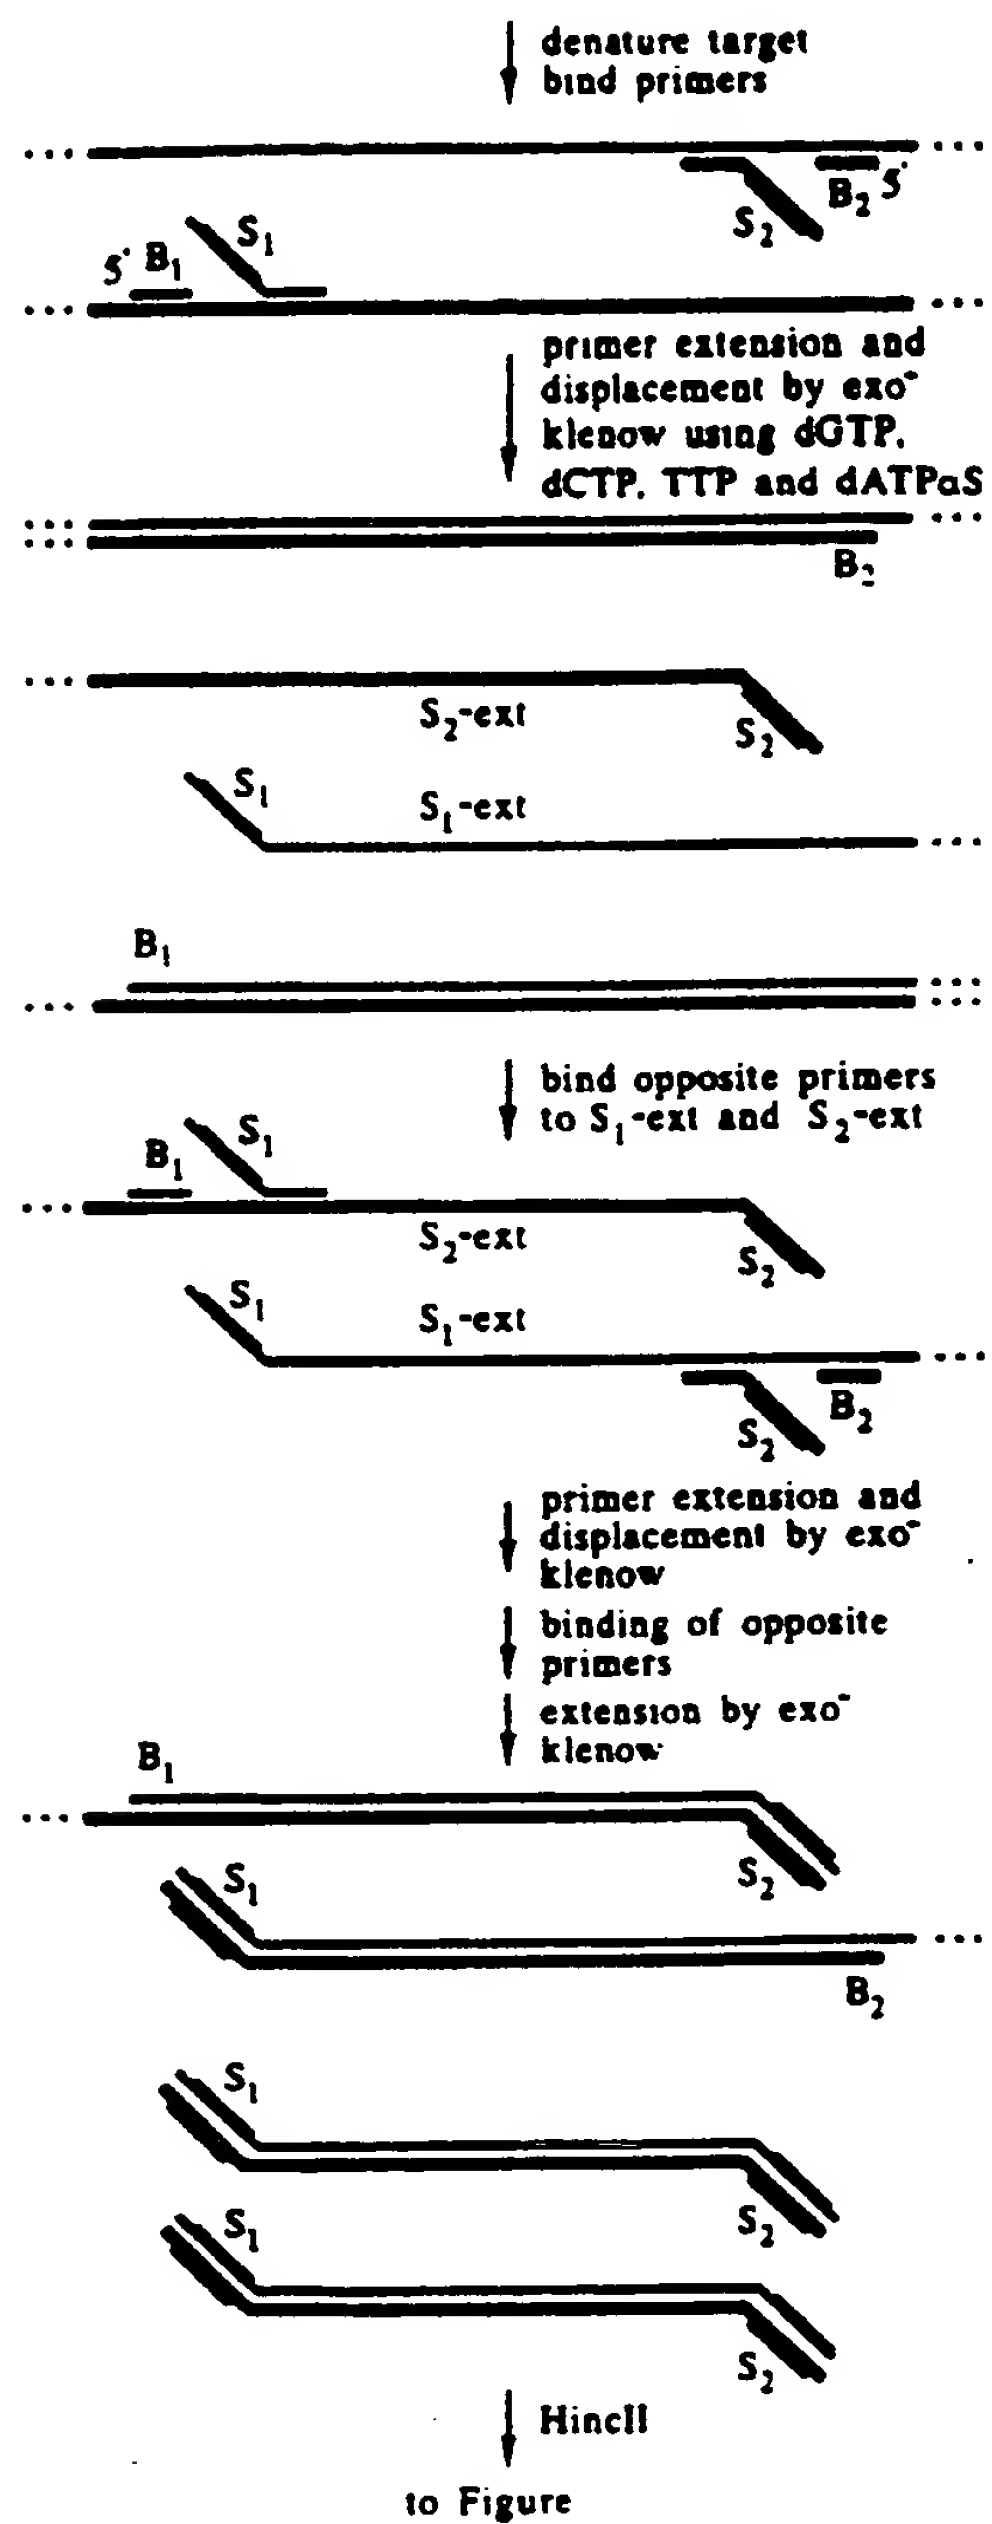 denature target
bind primers
B₂ 5'
S₂
S₁
5' B₁
primer extension and
displacement by exo⁻
klenow using dGTP,
dCTP, TTP and dATPαS
B₂
S₂-ext
S₂
S₁
S₁-ext
B₁
bind opposite primers
to S₁-ext and S₂-ext
S₁
B₁
S₂-ext
S₂
S₁
S₁-ext
B₂
S₂
primer extension and
displacement by exo⁻
klenow
binding of opposite
primers
extension by exo⁻
klenow
B₁
S₂
S₁
B₂
S₁
S₂
S₁
S₂
HincII
to Figure